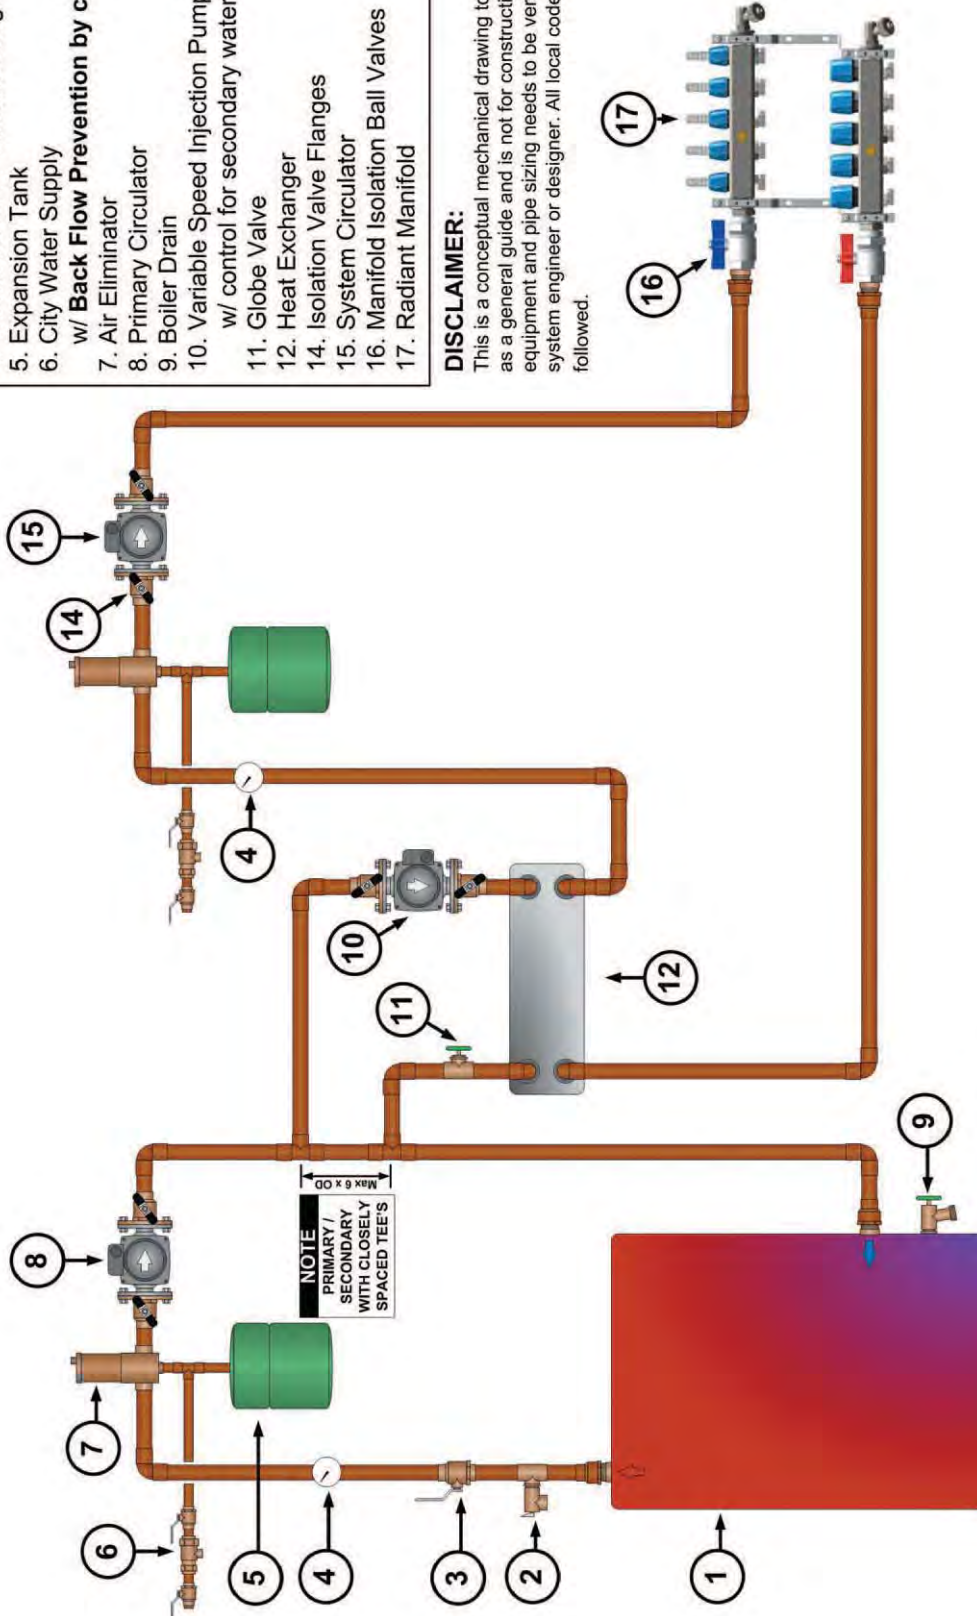 5. Expansion Tank
6. City Water Supply
w/ Back Flow Prevention by
7. Air Eliminator
8. Primary Circulator
9. Boiler Drain
10. Variable Speed Injection Pump
w/ control for secondary water
11. Globe Valve
12. Heat Exchanger
14. Isolation Valve Flanges
15. System Circulator
16. Manifold Isolation Ball Valves
17. Radiant Manifold
DISCLAIMER:
This is a conceptual mechanical drawing to
as a general guide and is not for
equipment and pipe sizing needs to be
system engineer or designer. All local
followed.
15
14
4
10
11
12
16
17
8
7
6
5
4
3
2
1
9
NOTE
PRIMARY /
SECONDARY
WITH CLOSELY
SPACED TEE'S
Max 6 x OD